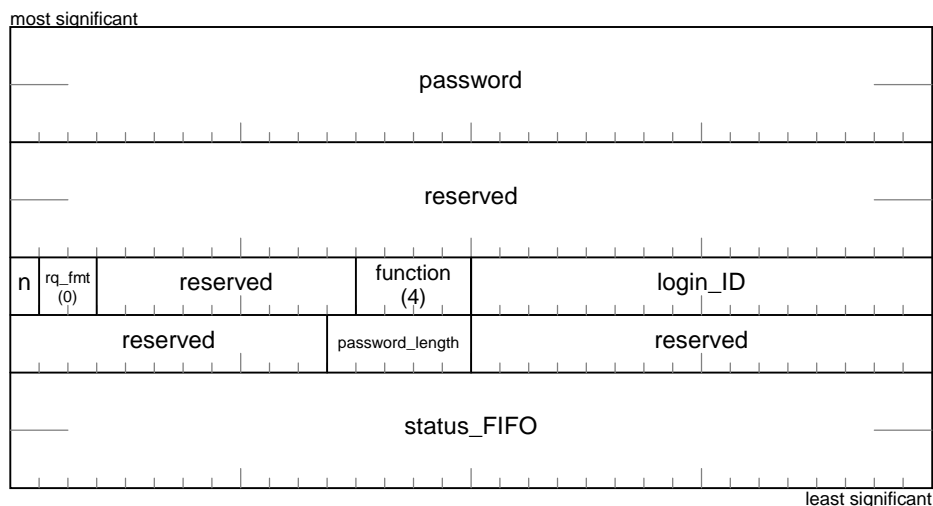 most significant
password
reserved
n
rq_fmt
(0)
reserved
function
(4)
login_ID
reserved
password_length
reserved
status_FIFO
least significant